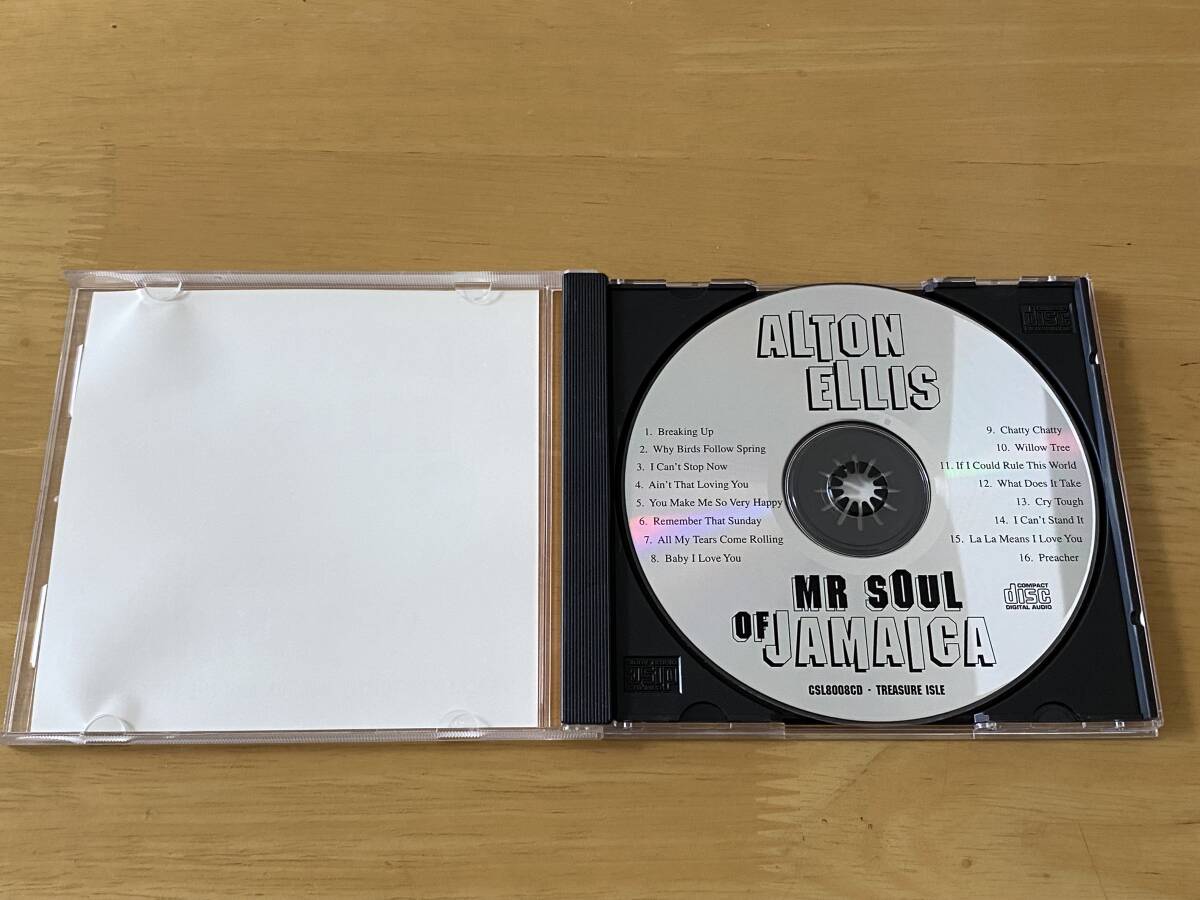 ALTON
ELLIS
1. Breaking Up
2. Why Birds Follow Spring
3. I Can't Stop Now
4. Ain't That Loving You
5. You Make Me So Very Happy
6. Remember That Sunday
7. All My Tears Come Rolling
8. Baby I Love You
9. Chatty Chatty
10. Willow Tree
11. If I Could Rule This World
12. What Does It Take
13. Cry Tough
14. I Can't Stand It
15. La La Means I Love You
16. Preacher
COMPACT
disc
DIGITAL AUDIO
MR SOUL
OF JAMAICA
CSL8008CD · TREASURE ISLE
disc